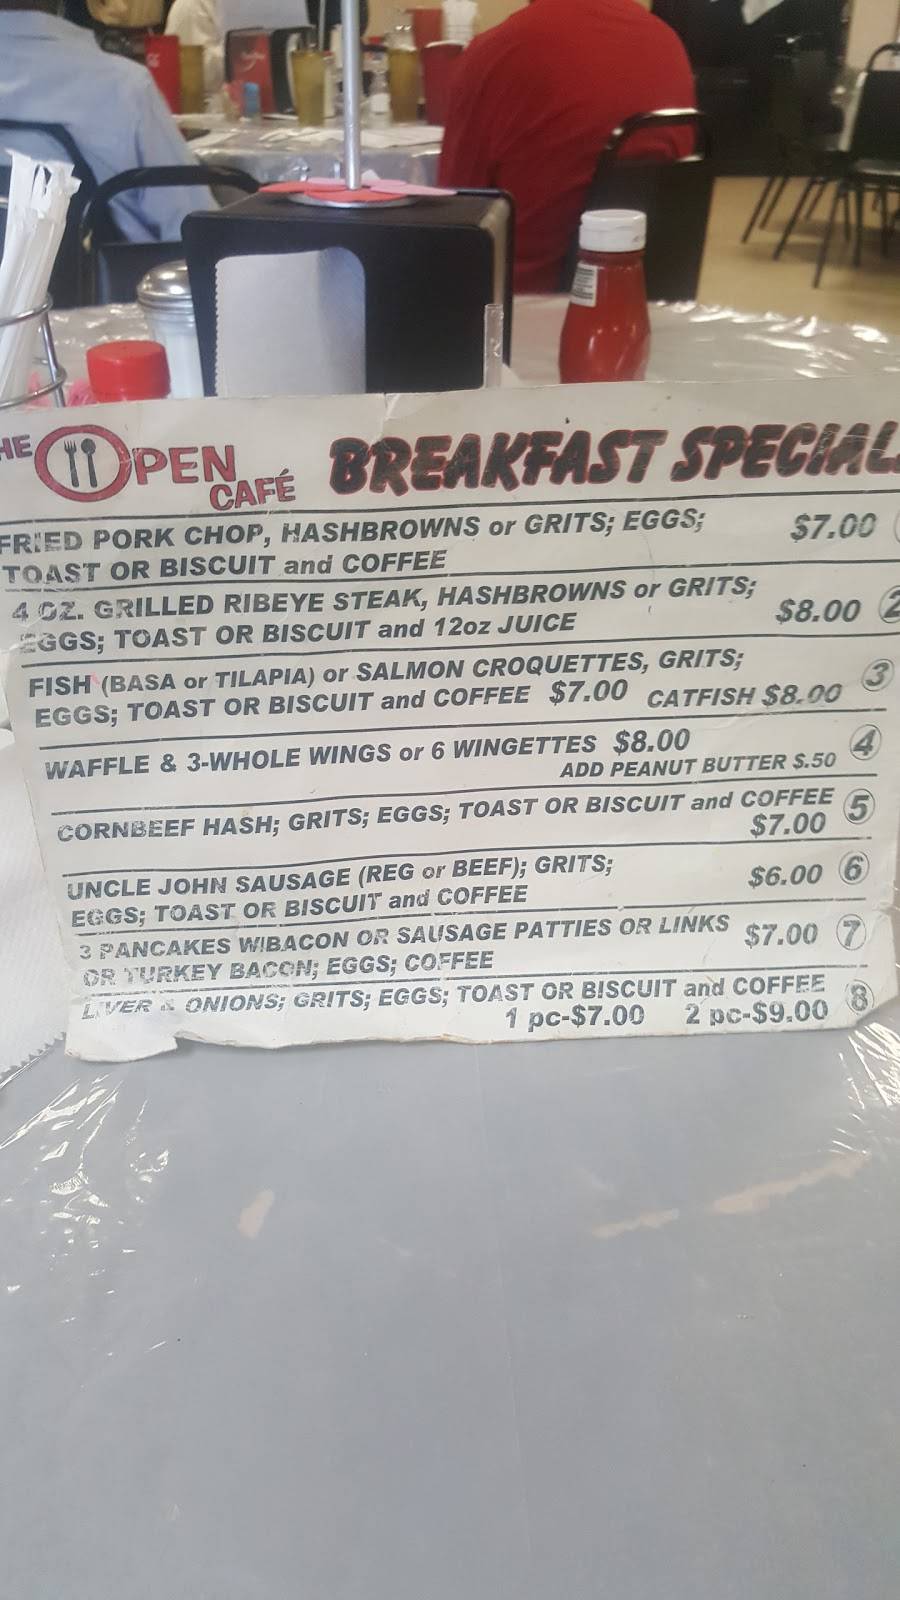 HE OPEN CAFÉ BREAKFAST SPECIAL
FRIED PORK CHOP, HASHBROWNS or GRITS; EGGS; $7.00
TOAST OR BISCUIT and COFFEE
4 OZ. GRILLED RIBEYE STEAK, HASHBROWNS or GRITS;
EGGS; TOAST OR BISCUIT and 12oz JUICE $8.00 2
FISH (BASA or TILAPIA) or SALMON CROQUETTES, GRITS; 3
EGGS; TOAST OR BISCUIT and COFFEE $7.00 CATFISH $8.00
WAFFLE & 3-WHOLE WINGS or 6 WINGETTES $8.00 4
ADD PEANUT BUTTER $.50
CORNBEEF HASH; GRITS; EGGS; TOAST OR BISCUIT and COFFEE 5
$7.00
UNCLE JOHN SAUSAGE (REG or BEEF); GRITS; $6.00 6
EGGS; TOAST OR BISCUIT and COFFEE
3 PANCAKES W/BACON OR SAUSAGE PATTIES OR LINKS $7.00 7
OR TURKEY BACON; EGGS; COFFEE
LIVER & ONIONS; GRITS; EGGS; TOAST OR BISCUIT and COFFEE 8
1 pc-$7.00 2 pc-$9.00